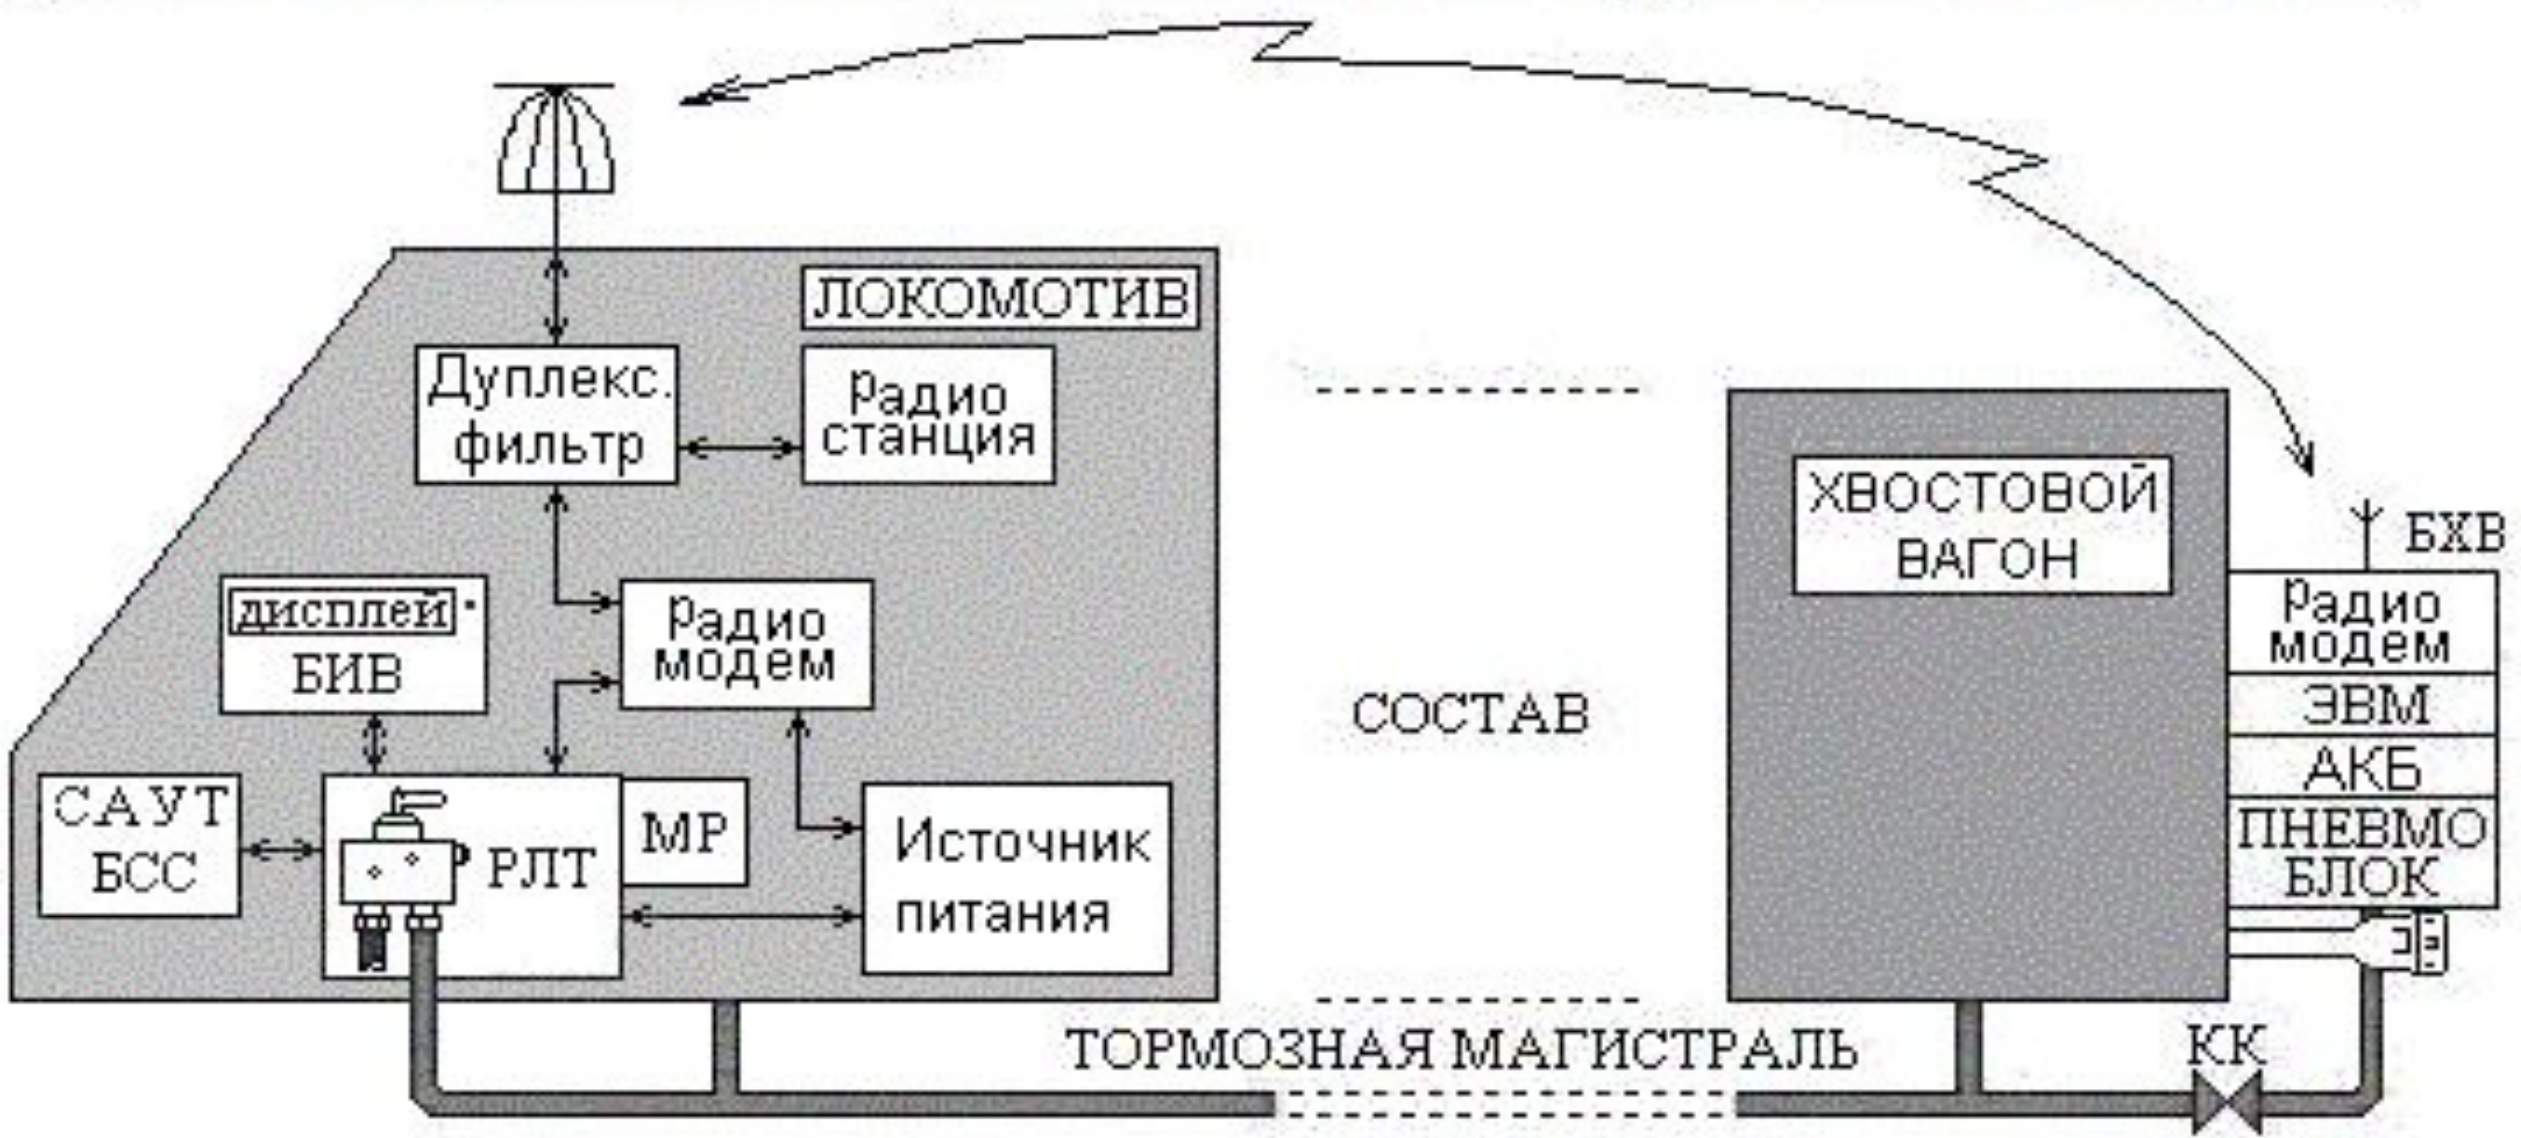 ЛОКОМОТИВ
Дуплекс.
фильтр
Радио
станция
ХВОСТОВОЙ
ВАГОН
БХВ
дисплей
БИВ
Радио
модем
Радио
модем
ЭВМ
АКБ
ПНЕВМО
БЛОК
СОСТАВ
САУТ
БСС
РЛТ
МР
Источник
питания
ТОРМОЗНАЯ МАГИСТРАЛЬ
КК